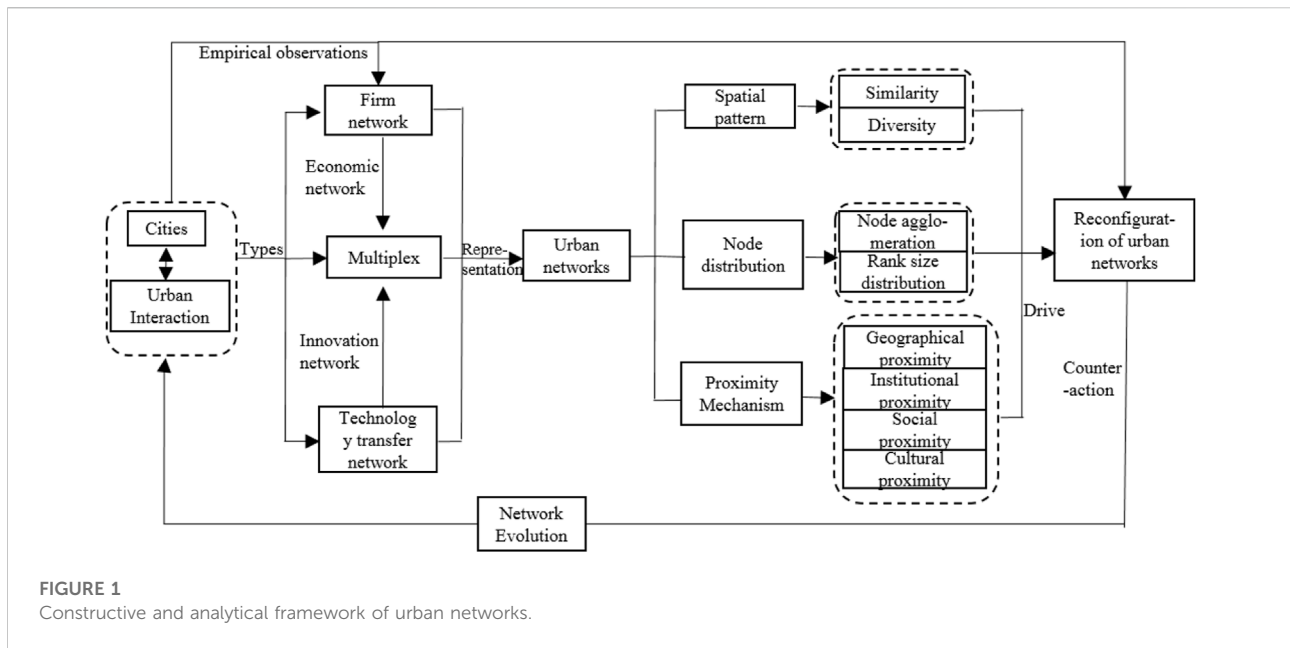 Empirical observations
Firm
network
Economic
network
Cities
Urban
Interaction
Types
Multiplex
Repre-
sentation
Innovation
network
Technolog
y transfer
network
Urban
networks
Spatial
pattern
Similarity
Diversity
Node
distribution
Node agglo-
meration
Rank size
distribution
Proximity
Mechanism
Geographical
proximity
Institutional
proximity
Social
proximity
Cultural
proximity
Drive
Reconfigurat-
ion of urban
networks
Counter
-action
Network
Evolution
FIGURE 1
Constructive and analytical framework of urban networks.